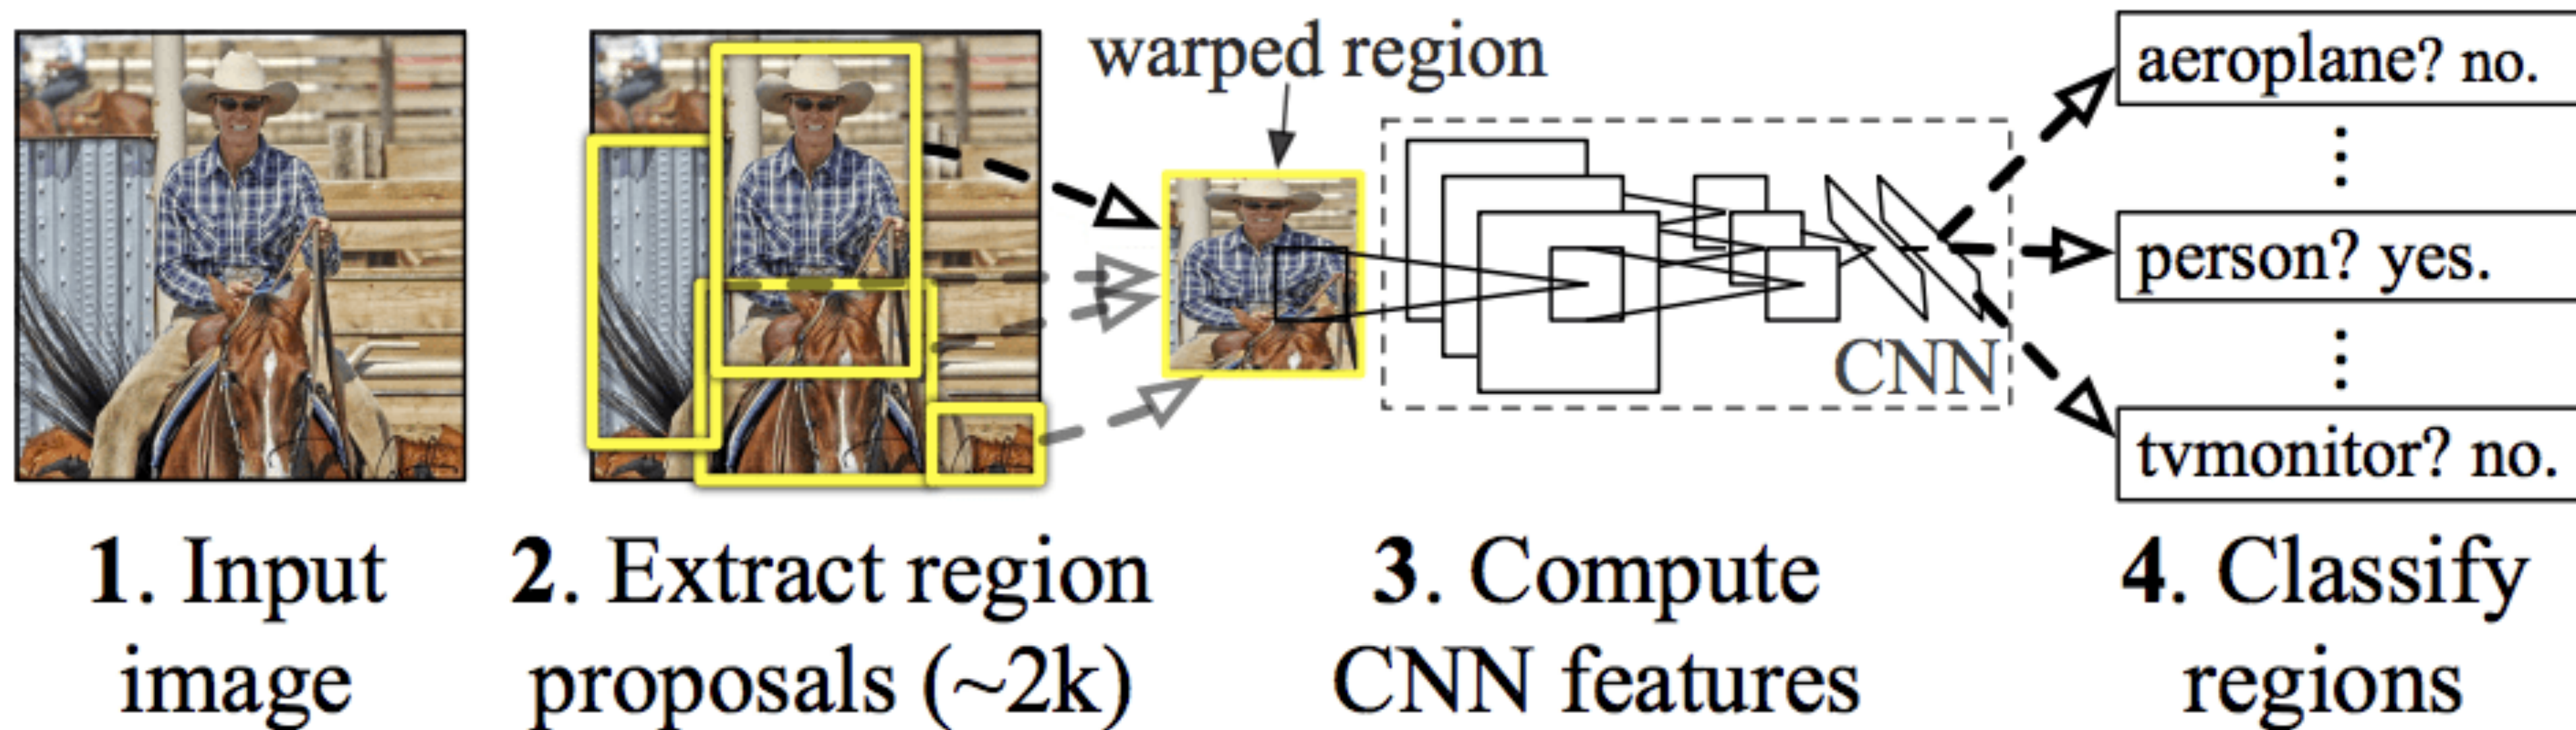 warped region
aeroplane? no.
person? yes.
CNN
tvmonitor? no.
1. Input
image
2. Extract region
proposals (~2k)
3. Compute
CNN features
4. Classify
regions